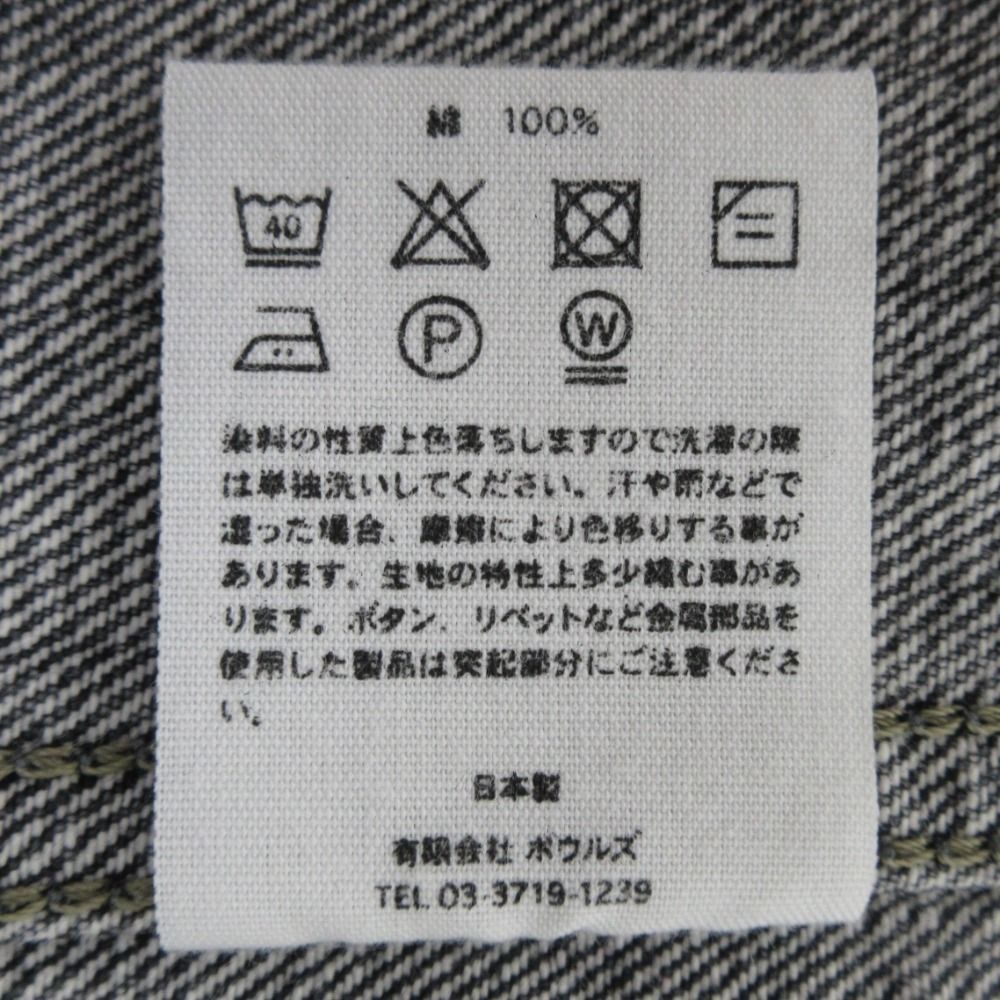 綿 100%
40
P
W
染料の性質上色落ちしますので洗濯の際
は単独洗いしてください。汗や雨などで
湿った場合、摩擦により色移りする事が
あります。生地の特性上多少縮む事があ
ります。ボタン、リベットなど金属部品を
使用した製品は突起部分にご注意くださ
い。
日本製
有限会社 ボウルズ
TEL 03-3719-1239